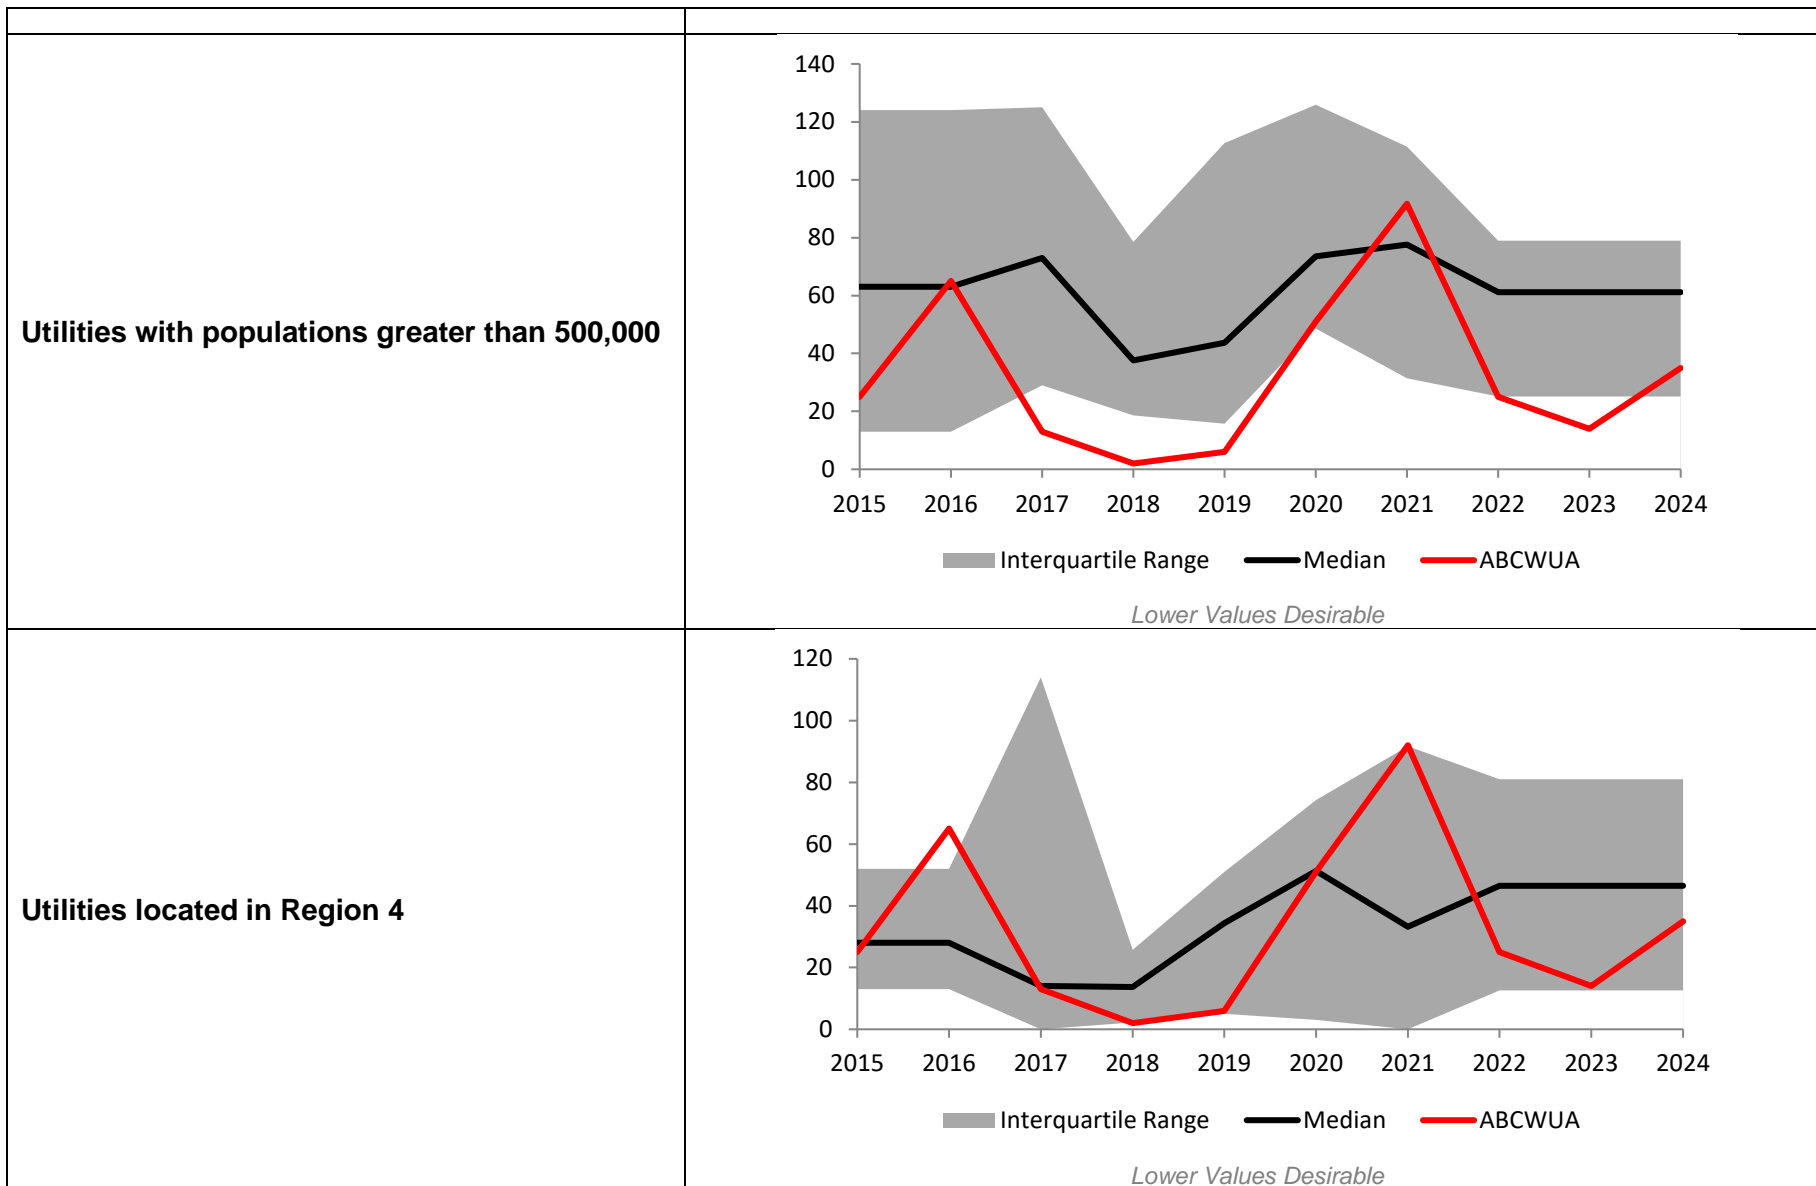 Utilities with populations greater than 500,000
140
120
100
80
60
40
20
0
2015 2016 2017 2018 2019 2020 2021 2022 2023 2024
Interquartile Range Median ABCWUA
Lower Values Desirable
Utilities located in Region 4
120
100
80
60
40
20
0
2015 2016 2017 2018 2019 2020 2021 2022 2023 2024
Interquartile Range Median ABCWUA
Lower Values Desirable